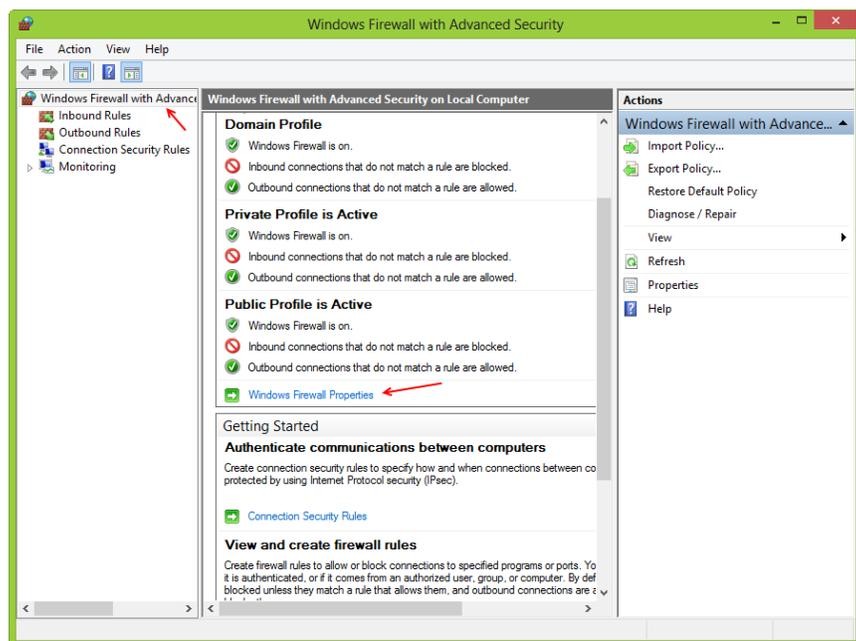 Windows Firewall with Advanced Security
File Action View Help
Windows Firewall with Advance
Inbound Rules
Outbound Rules
Connection Security Rules
Monitoring
Windows Firewall with Advanced Security on Local Computer
Domain Profile
Windows Firewall is on.
Inbound connections that do not match a rule are blocked.
Outbound connections that do not match a rule are allowed.
Private Profile is Active
Windows Firewall is on.
Inbound connections that do not match a rule are blocked.
Outbound connections that do not match a rule are allowed.
Public Profile is Active
Windows Firewall is on.
Inbound connections that do not match a rule are blocked.
Outbound connections that do not match a rule are allowed.
Windows Firewall Properties
Getting Started
Authenticate communications between computers
Create connection security rules to specify how and when connections between co
protected by using Internet Protocol security (IPsec).
Connection Security Rules
View and create firewall rules
Create firewall rules to allow or block connections to specified programs or ports. Yo
it is authenticated, or if it comes from an authorized user, group, or computer. By def
blocked unless they match a rule that allows them, and outbound connections are a
Actions
Windows Firewall with Advance...
Import Policy...
Export Policy...
Restore Default Policy
Diagnose / Repair
View
Refresh
Properties
Help